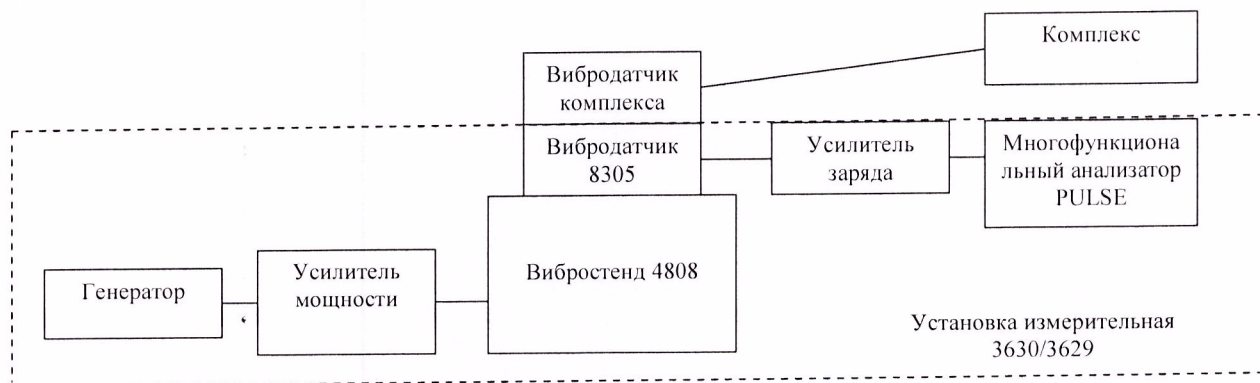 Комплекс
Вибродатчик
комплекса
Вибродатчик
8305
Усилитель
заряда
Многофункциона
льный анализатор
PULSE
Вибростенд 4808
Генератор
Усилитель
мощности
Установка измерительная
3630/3629